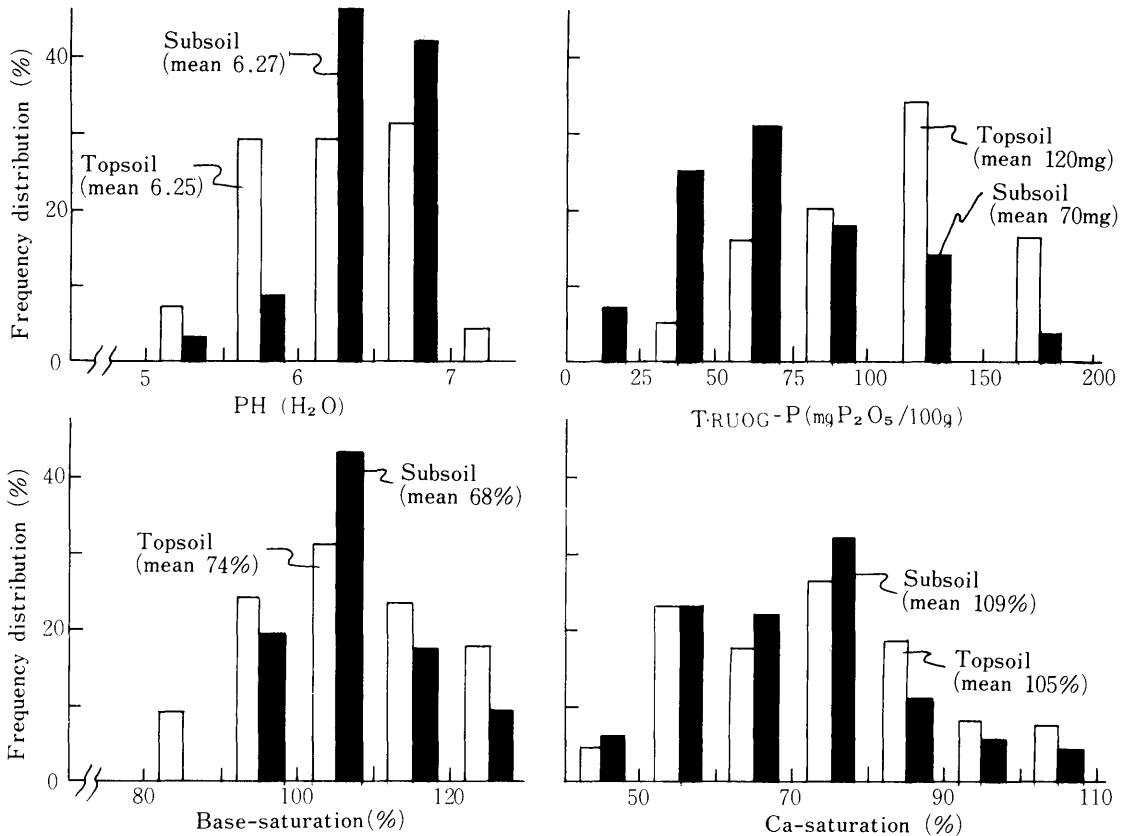 Frequency distribution (%)
40
20
0
Subsoil
(mean 6.27)
Topsoil
(mean 6.25)
5 6 7
PH (H₂O)
Topsoil
(mean 120mg)
Subsoil
(mean 70mg)
0 25 50 75 100 150 200
T·RUOG-P(mgP₂O₅/100g)
Frequency distribution (%)
40
20
0
Subsoil
(mean 68%)
Topsoil
(mean 74%)
80 100 120
Base-saturation(%)
Subsoil
(mean 109%)
Topsoil
(mean 105%)
50 70 90 110
Ca-saturation (%)